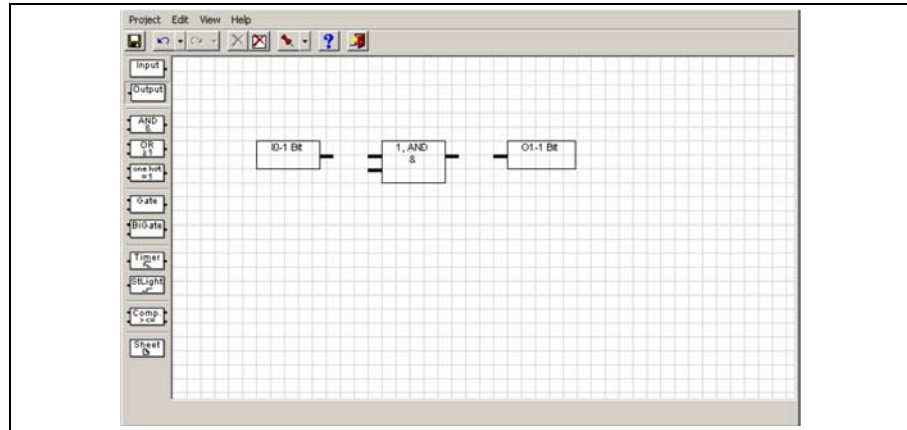 Project Edit View Help
?
Input
Output
AND
&
OR
≥1
one hot
=1
Gate
BiGate
Timer
StLight
Comp.
><=
Sheet
I0-1 Bit
1, AND
&
O1-1 Bit